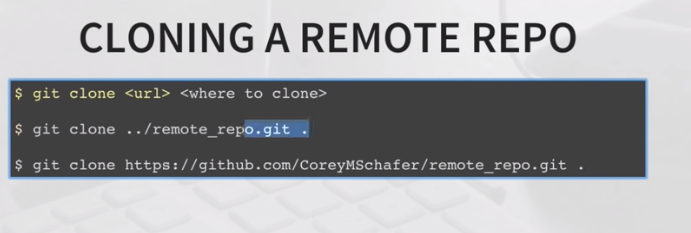 CLONING A REMOTE REPO
$ git clone <url> <where to clone>
$ git clone ../remote_repo.git .
$ git clone https://github.com/CoreyMSchafer/remote_repo.git .